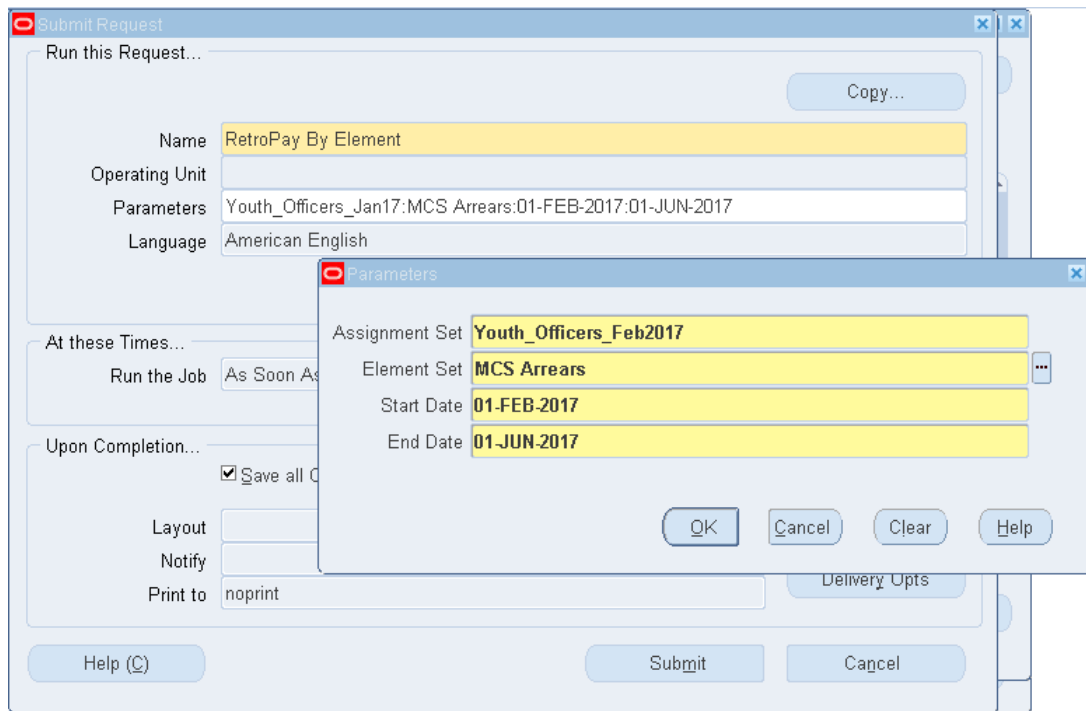 Submit Request
Run this Request...
Copy...
Name RetroPay By Element
Operating Unit
Parameters Youth_Officers_Jan17:MCS Arrears:01-FEB-2017:01-JUN-2017
Language American English
Parameters
Assignment Set Youth_Officers_Feb2017
Element Set MCS Arrears
Start Date 01-FEB-2017
End Date 01-JUN-2017
OK Cancel Clear Help
At these Times...
Run the Job As Soon As
Upon Completion...
Save all O
Layout
Notify
Delivery Opts
Print to noprint
Help (C) Submit Cancel